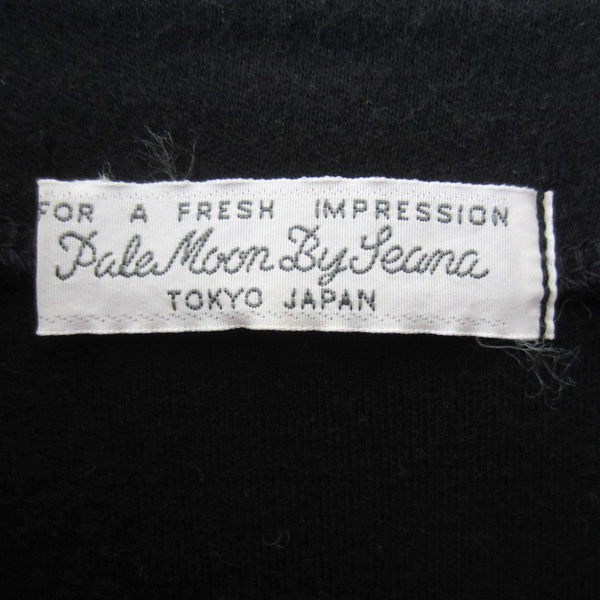 FOR A FRESH IMPRESSION
Pale Moon By Seana
TOKYO JAPAN